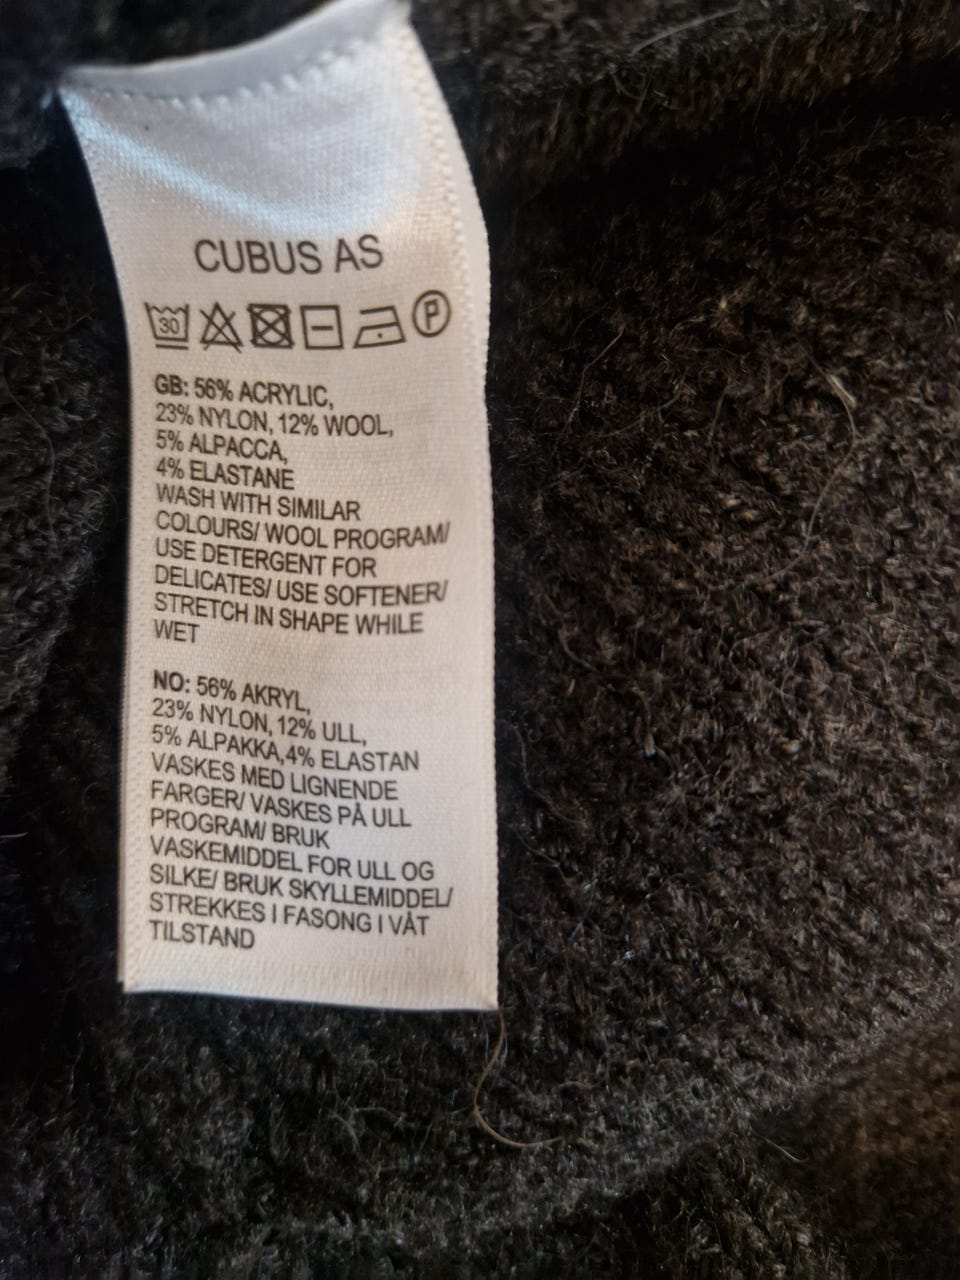 CUBUS AS
30 P
GB: 56% ACRYLIC,
23% NYLON, 12% WOOL,
5% ALPACCA,
4% ELASTANE
WASH WITH SIMILAR
COLOURS/ WOOL PROGRAM/
USE DETERGENT FOR
DELICATES/ USE SOFTENER/
STRETCH IN SHAPE WHILE
WET
NO: 56% AKRYL,
23% NYLON, 12% ULL,
5% ALPAKKA,4% ELASTAN
VASKES MED LIGNENDE
FARGER/ VASKES PÅ ULL
PROGRAM/ BRUK
VASKEMIDDEL FOR ULL OG
SILKE/ BRUK SKYLLEMIDDEL/
STREKKES I FASONG I VÅT
TILSTAND